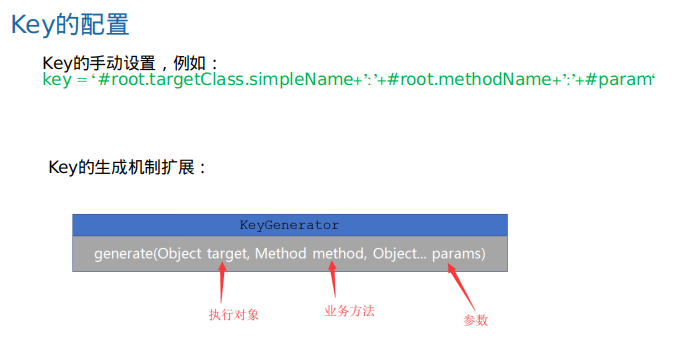 Key的配置
Key的手动设置，例如：
key = ‘#root.targetClass.simpleName+’:’+#root.methodName+’:’+#param‘
Key的生成机制扩展：
KeyGenerator
generate(Object target, Method method, Object... params)
执行对象
业务方法
参数